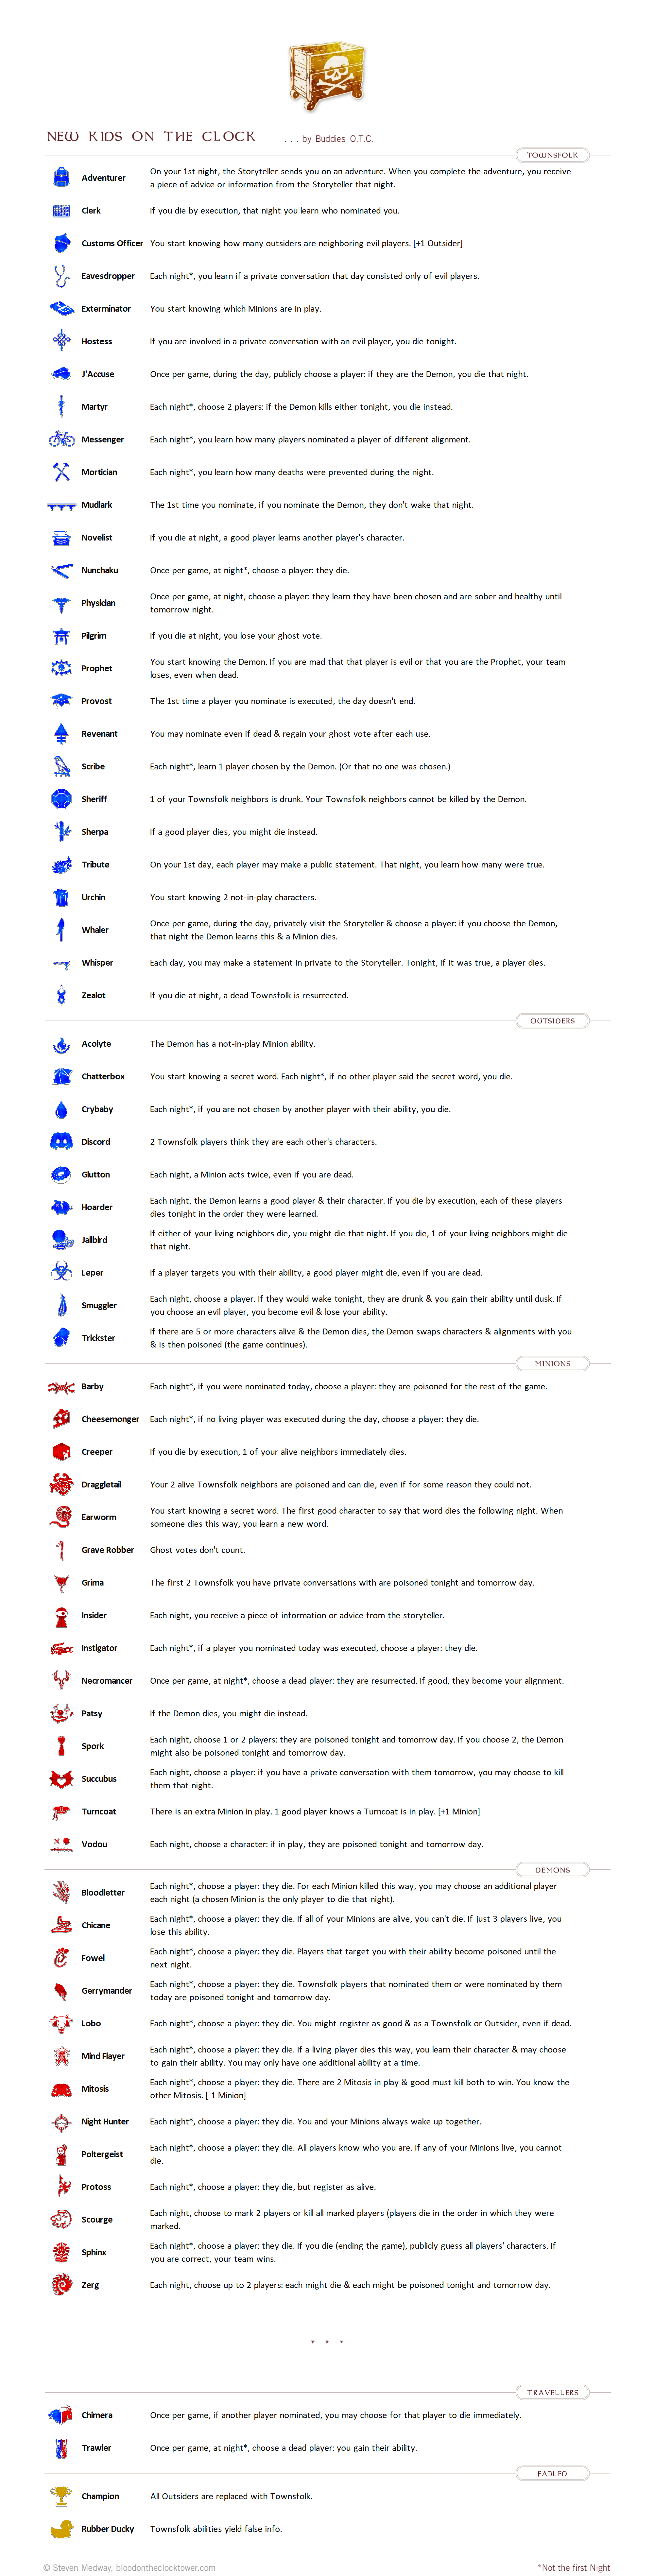 NEW KIDS ON THE CLOCK
. . . by Buddies O.T.C.
TOWNSFOLK
Adventurer
On your 1st night, the Storyteller sends you on an adventure. When you complete the adventure, you receive
a piece of advice or information from the Storyteller that night.
Clerk
If you die by execution, that night you learn who nominated you.
Customs Officer
You start knowing how many outsiders are neighboring evil players. [+1 Outsider]
Eavesdropper
Each night*, you learn if a private conversation that day consisted only of evil players.
Exterminator
You start knowing which Minions are in play.
Hostess
If you are involved in a private conversation with an evil player, you die tonight.
J'Accuse
Once per game, during the day, publicly choose a player: if they are the Demon, you die that night.
Martyr
Each night*, choose 2 players: if the Demon kills either tonight, you die instead.
Messenger
Each night*, you learn how many players nominated a player of different alignment.
Mortician
Each night*, you learn how many deaths were prevented during the night.
Mudlark
The 1st time you nominate, if you nominate the Demon, they don't wake that night.
Novelist
If you die at night, a good player learns another player's character.
Nunchaku
Once per game, at night*, choose a player: they die.
Physician
Once per game, at night, choose a player: they learn they have been chosen and are sober and healthy until
tomorrow night.
Pilgrim
If you die at night, you lose your ghost vote.
Prophet
You start knowing the Demon. If you are mad that that player is evil or that you are the Prophet, your team
loses, even when dead.
Provost
The 1st time a player you nominate is executed, the day doesn't end.
Revenant
You may nominate even if dead & regain your ghost vote after each use.
Scribe
Each night*, learn 1 player chosen by the Demon. (Or that no one was chosen.)
Sheriff
1 of your Townsfolk neighbors is drunk. Your Townsfolk neighbors cannot be killed by the Demon.
Sherpa
If a good player dies, you might die instead.
Tribute
On your 1st day, each player may make a public statement. That night, you learn how many were true.
Urchin
You start knowing 2 not-in-play characters.
Whaler
Once per game, during the day, privately visit the Storyteller & choose a player: if you choose the Demon,
that night the Demon learns this & a Minion dies.
Whisper
Each day, you may make a statement in private to the Storyteller. Tonight, if it was true, a player dies.
Zealot
If you die at night, a dead Townsfolk is resurrected.
OUTSIDERS
Acolyte
The Demon has a not-in-play Minion ability.
Chatterbox
You start knowing a secret word. Each night*, if no other player said the secret word, you die.
Crybaby
Each night*, if you are not chosen by another player with their ability, you die.
Discord
2 Townsfolk players think they are each other's characters.
Glutton
Each night, a Minion acts twice, even if you are dead.
Hoarder
Each night, the Demon learns a good player & their character. If you die by execution, each of these players
dies tonight in the order they were learned.
Jailbird
If either of your living neighbors die, you might die that night. If you die, 1 of your living neighbors might die
that night.
Leper
If a player targets you with their ability, a good player might die, even if you are dead.
Smuggler
Each night, choose a player. If they would wake tonight, they are drunk & you gain their ability until dusk. If
you choose an evil player, you become evil & lose your ability.
Trickster
If there are 5 or more characters alive & the Demon dies, the Demon swaps characters & alignments with you
& is then poisoned (the game continues).
MINIONS
Barby
Each night*, if you were nominated today, choose a player: they are poisoned for the rest of the game.
Cheesemonger
Each night*, if no living player was executed during the day, choose a player: they die.
Creeper
If you die by execution, 1 of your alive neighbors immediately dies.
Draggletail
Your 2 alive Townsfolk neighbors are poisoned and can die, even if for some reason they could not.
Earworm
You start knowing a secret word. The first good character to say that word dies the following night. When
someone dies this way, you learn a new word.
Grave Robber
Ghost votes don't count.
Grima
The first 2 Townsfolk you have private conversations with are poisoned tonight and tomorrow day.
Insider
Each night, you receive a piece of information or advice from the storyteller.
Instigator
Each night*, if a player you nominated today was executed, choose a player: they die.
Necromancer
Once per game, at night*, choose a dead player: they are resurrected. If good, they become your alignment.
Patsy
If the Demon dies, you might die instead.
Spork
Each night, choose 1 or 2 players: they are poisoned tonight and tomorrow day. If you choose 2, the Demon
might also be poisoned tonight and tomorrow day.
Succubus
Each night, choose a player: if you have a private conversation with them tomorrow, you may choose to kill
them that night.
Turncoat
There is an extra Minion in play. 1 good player knows a Turncoat is in play. [+1 Minion]
Vodou
Each night, choose a character: if in play, they are poisoned tonight and tomorrow day.
DEMONS
Bloodletter
Each night*, choose a player: they die. For each Minion killed this way, you may choose an additional player
each night (a chosen Minion is the only player to die that night).
Chicane
Each night*, choose a player: they die. If all of your Minions are alive, you can't die. If just 3 players live, you
lose this ability.
Fowel
Each night*, choose a player: they die. Players that target you with their ability become poisoned until the
next night.
Gerrymander
Each night*, choose a player: they die. Townsfolk players that nominated them or were nominated by them
today are poisoned tonight and tomorrow day.
Lobo
Each night*, choose a player: they die. You might register as good & as a Townsfolk or Outsider, even if dead.
Mind Flayer
Each night*, choose a player: they die. If a living player dies this way, you learn their character & may choose
to gain their ability. You may only have one additional ability at a time.
Mitosis
Each night*, choose a player: they die. There are 2 Mitosis in play & good must kill both to win. You know the
other Mitosis. [-1 Minion]
Night Hunter
Each night*, choose a player: they die. You and your Minions always wake up together.
Poltergeist
Each night*, choose a player: they die. All players know who you are. If any of your Minions live, you cannot
die.
Protoss
Each night*, choose a player: they die, but register as alive.
Scourge
Each night, choose to mark 2 players or kill all marked players (players die in the order in which they were
marked.
Sphinx
Each night*, choose a player: they die. If you die (ending the game), publicly guess all players' characters. If
you are correct, your team wins.
Zerg
Each night, choose up to 2 players: each might die & each might be poisoned tonight and tomorrow day.
* * *
TRAVELLERS
Chimera
Once per game, if another player nominated, you may choose for that player to die immediately.
Trawler
Once per game, at night*, choose a dead player: you gain their ability.
FABLED
Champion
All Outsiders are replaced with Townsfolk.
Rubber Ducky
Townsfolk abilities yield false info.
© Steven Medway, bloodontheclocktower.com
*Not the first Night